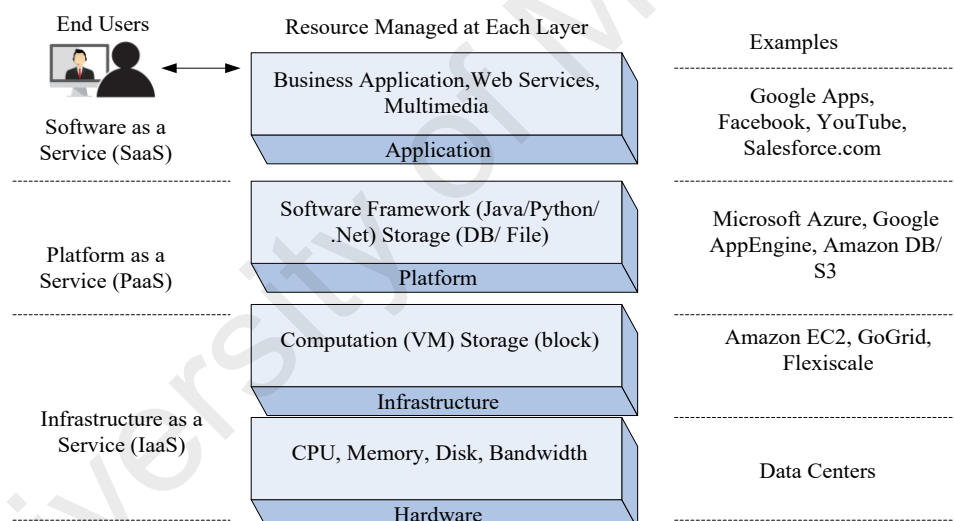 End Users
Resource Managed at Each Layer
Examples
Business Application,Web Services,
Multimedia
Application
Software as a
Service (SaaS)
Google Apps,
Facebook, YouTube,
Salesforce.com
Software Framework (Java/Python/
.Net) Storage (DB/ File)
Platform
Platform as a
Service (PaaS)
Microsoft Azure, Google
AppEngine, Amazon DB/
S3
Computation (VM) Storage (block)
Infrastructure
Amazon EC2, GoGrid,
Flexiscale
Infrastructure as a
Service (IaaS)
CPU, Memory, Disk, Bandwidth
Hardware
Data Centers
of